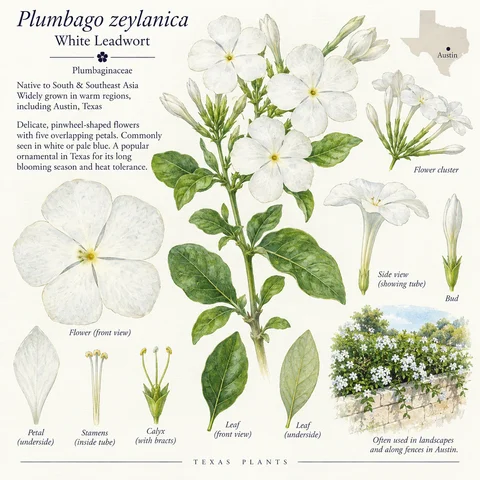 Plumbago zeylanica
White Leadwort
Plumbaginaceae
Native to South & Southeast Asia
Widely grown in warm regions,
including Austin, Texas
Delicate, pinwheel-shaped flowers
with five overlapping petals. Commonly
seen in white or pale blue. A popular
ornamental in Texas for its long
blooming season and heat tolerance.
Austin
Flower cluster
Side view
(showing tube)
Bud
Flower (front view)
Petal
(underside)
Stamens
(inside tube)
Calyx
(with bracts)
Leaf
(front view)
Leaf
(underside)
Often used in landscapes
and along fences in Austin.
TEXAS PLANTS